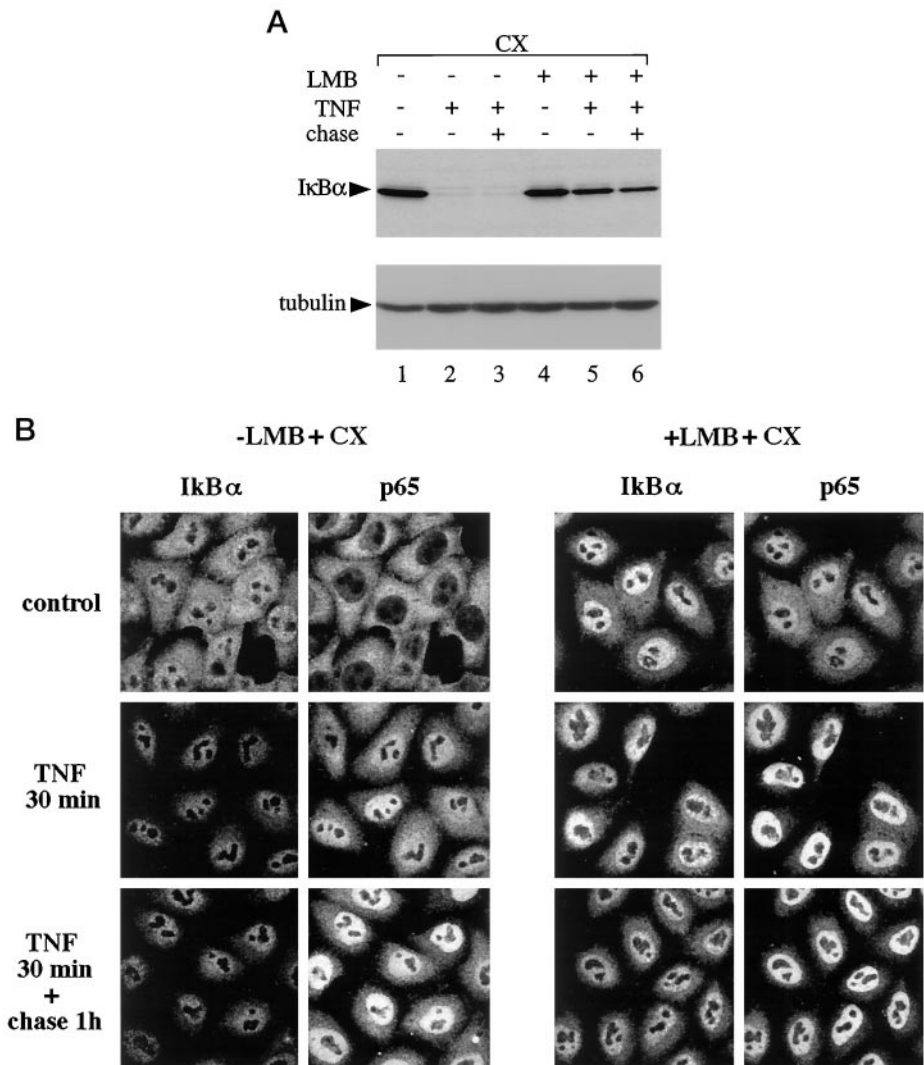 A
CX
LMB - - - + + +
TNF - + + - + +
chase - - + - - +
IκBα
tubulin
1 2 3 4 5 6
B
-LMB + CX +LMB + CX
IkBα p65 IkBα p65
control
TNF
30 min
TNF
30 min
+
chase 1h